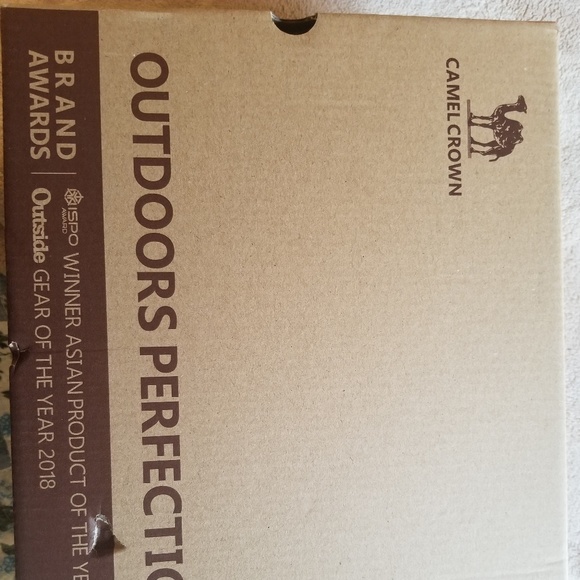 CAMEL CROWN
OUTDOORS PERFECTIO
BRAND
AWARDS
ISPO
AWARD
WINNER ASIAN PRODUCT OF THE YE
Outside GEAR OF THE YEAR 2018